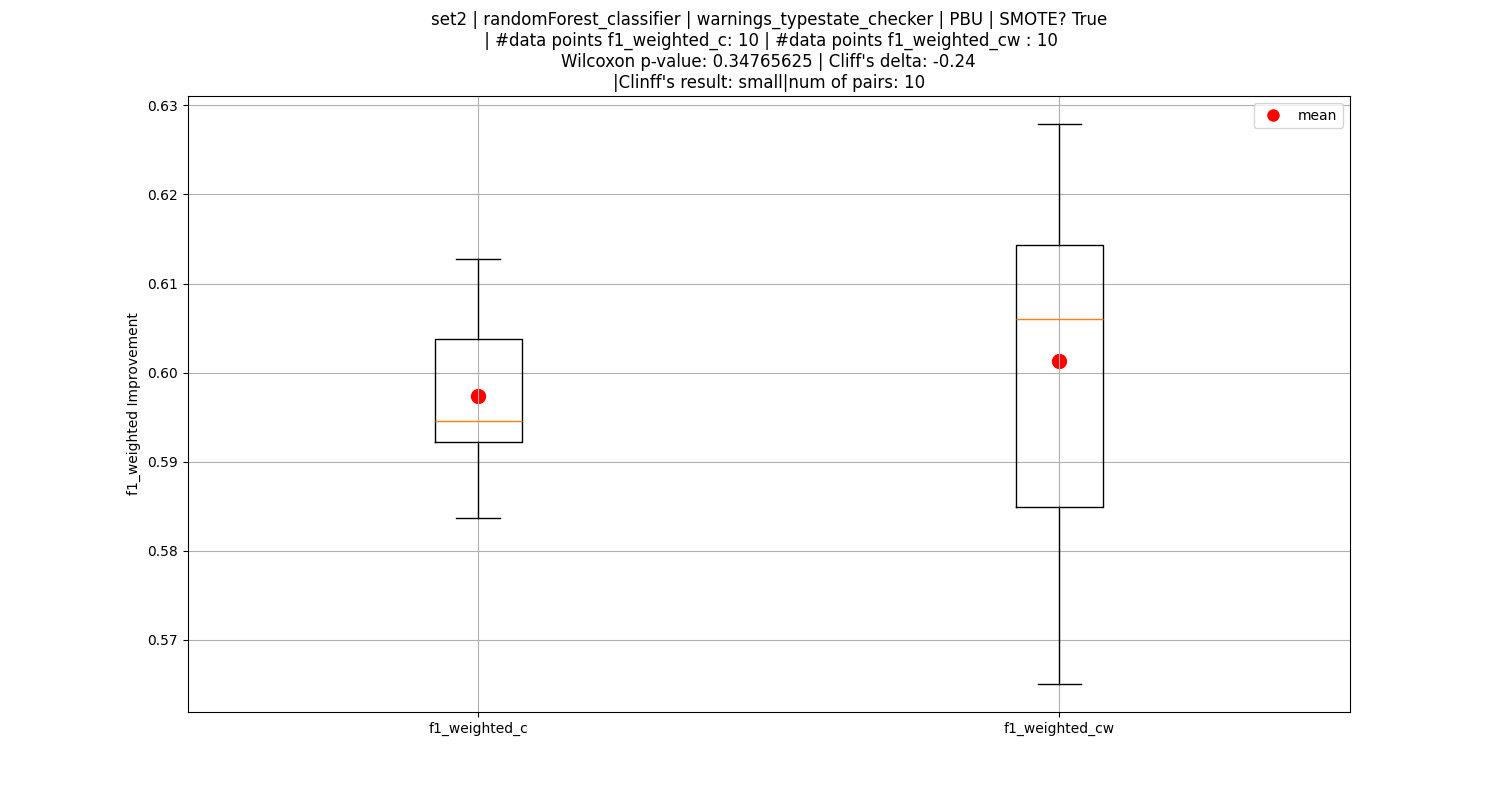 set2 | randomForest_classifier | warnings_typestate_checker | PBU | SMOTE? True
| #data points f1_weighted_c: 10 | #data points f1_weighted_cw : 10
Wilcoxon p-value: 0.34765625 | Cliff's delta: -0.24
|Clinff's result: small|num of pairs: 10
mean
f1_weighted Improvement
0.63
0.62
0.61
0.60
0.59
0.58
0.57
f1_weighted_c
f1_weighted_cw